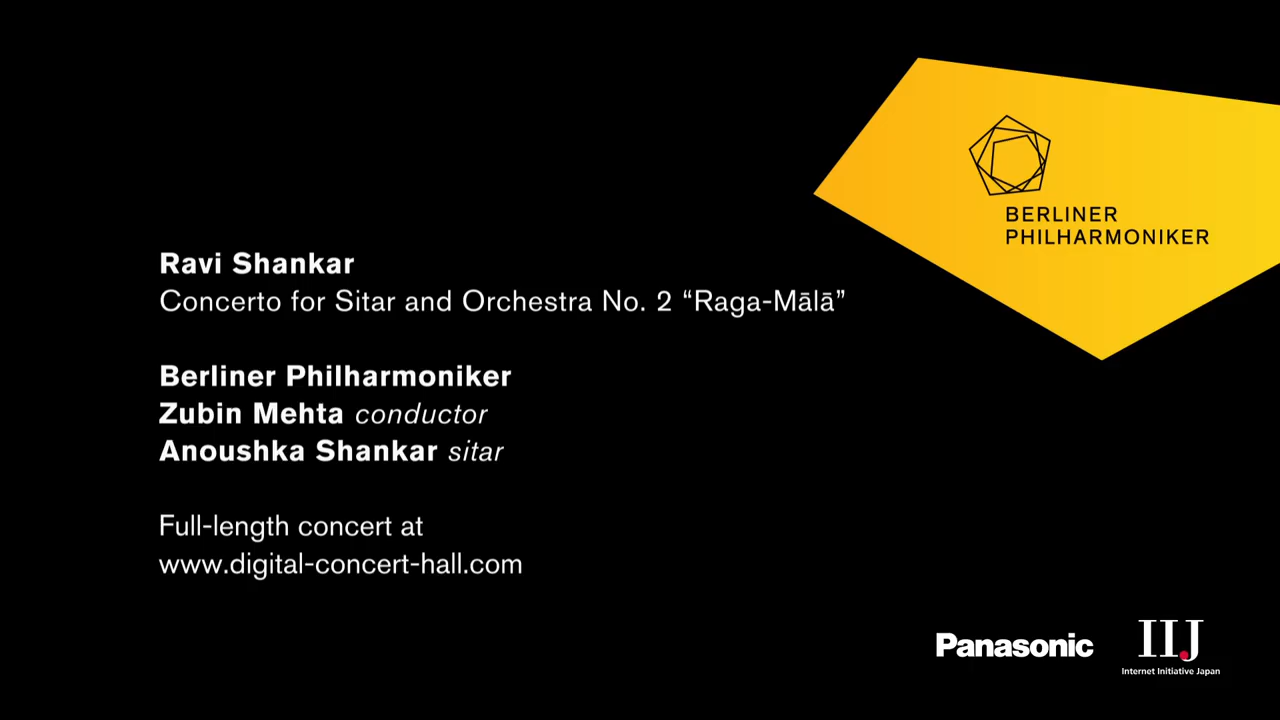 BERLINER
PHILHARMONIKER
Ravi Shankar
Concerto for Sitar and Orchestra No. 2 “Raga-Mālā”
Berliner Philharmoniker
Zubin Mehta conductor
Anoushka Shankar sitar
Full-length concert at
www.digital-concert-hall.com
Panasonic
IIJ
Internet Initiative Japan